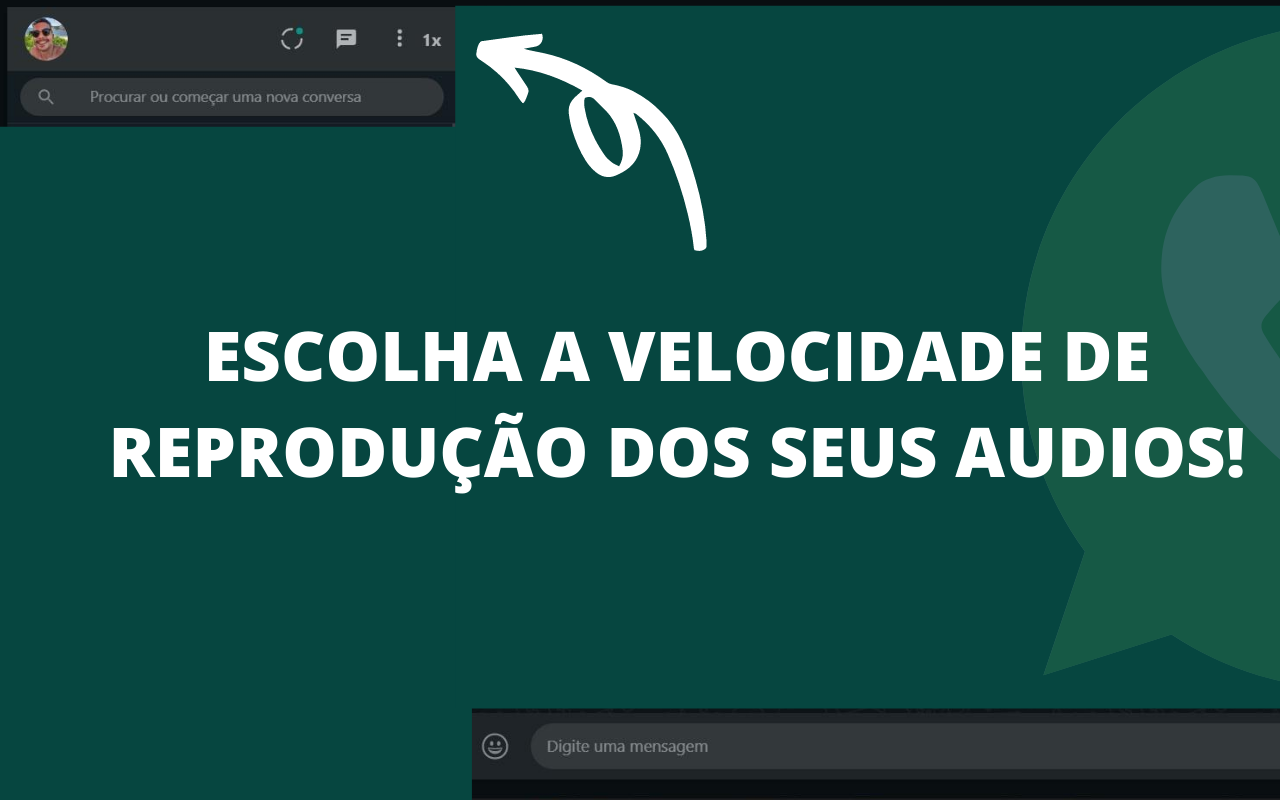 1x
Procurar ou começar uma nova conversa
ESCOLHA A VELOCIDADE DE
REPRODUÇÃO DOS SEUS AUDIOS!
Digite uma mensagem